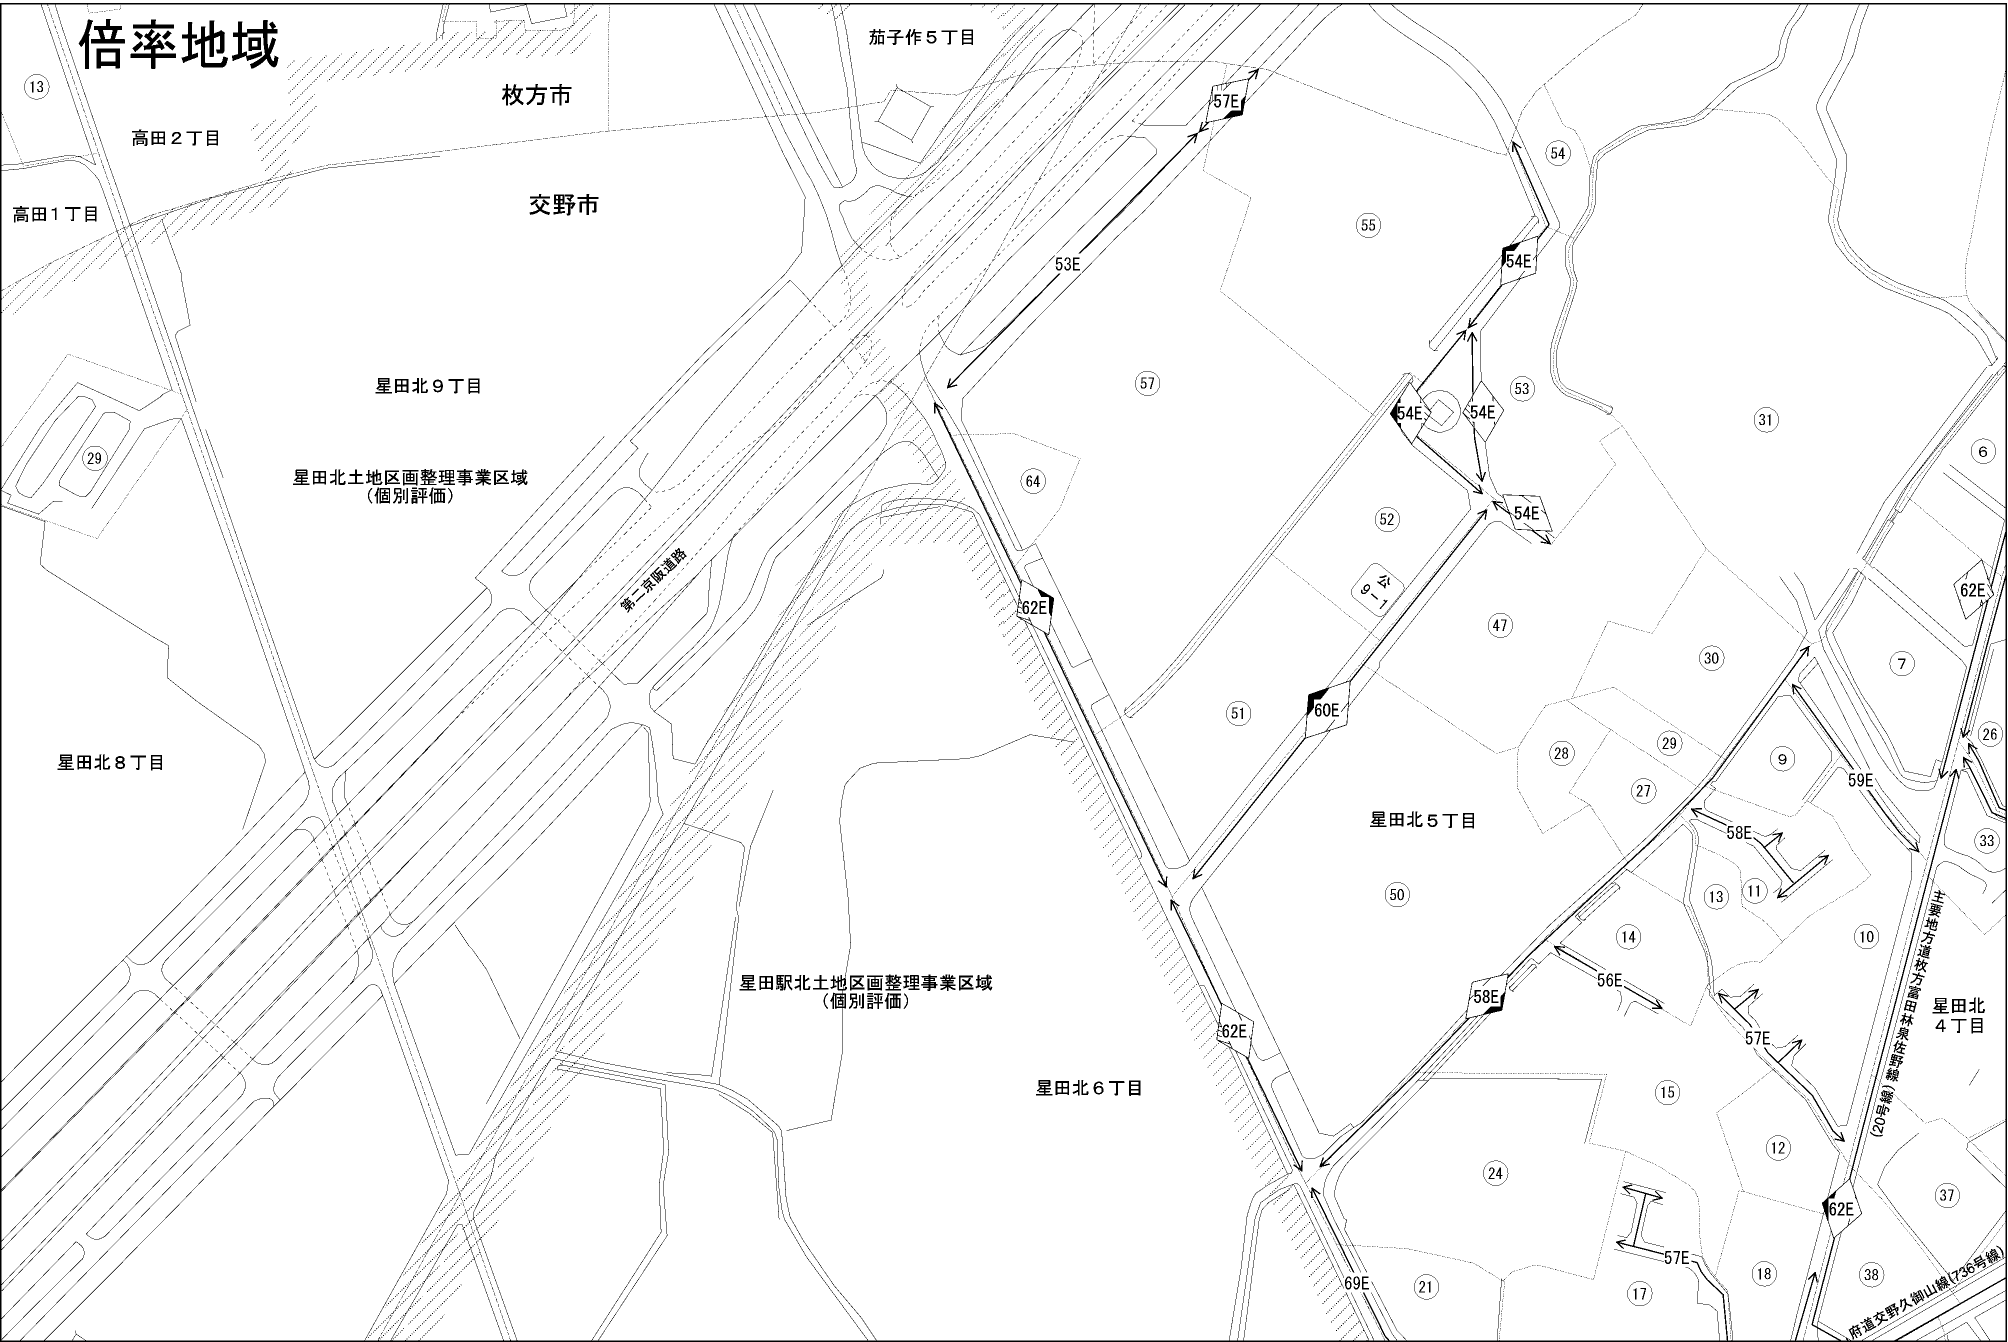 倍率地域
茄子作５丁目
13
枚方市
57E
高田２丁目
54
高田１丁目
交野市
55
53E
54E
星田北９丁目
57
54E
54E
53
31
29
6
星田北土地区画整理事業区域
（個別評価）
64
52
54E
第二京阪道路
公
9－1
62E
62E
47
30
7
51
60E
28
29
26
星田北８丁目
9
27
59E
星田北５丁目
58E
33
50
13
11
主要地方道枚方富田林泉佐野線
(20号線)
14
10
星田駅北土地区画整理事業区域
（個別評価）
56E
58E
星田北
４丁目
62E
57E
星田北６丁目
15
12
24
37
62E
57E
69E
21
17
18
38
府道交野久御山線(736号線)